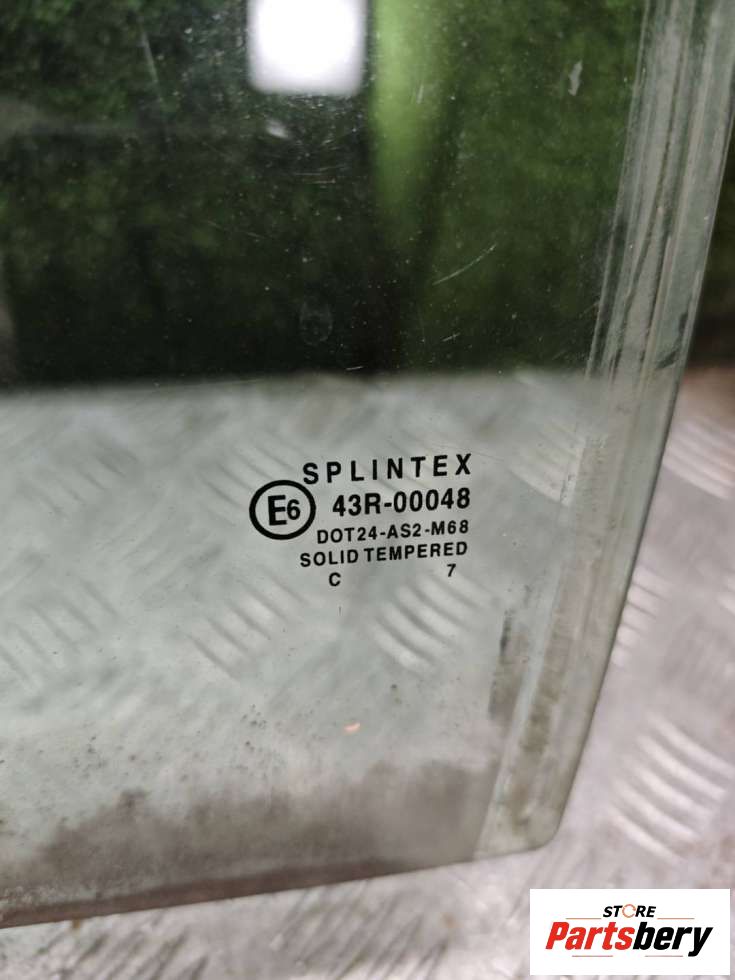 SPLINTEX
E6 43R-00048
DOT24-AS2-M68
SOLID TEMPERED
C 7
STORE
Partsbery